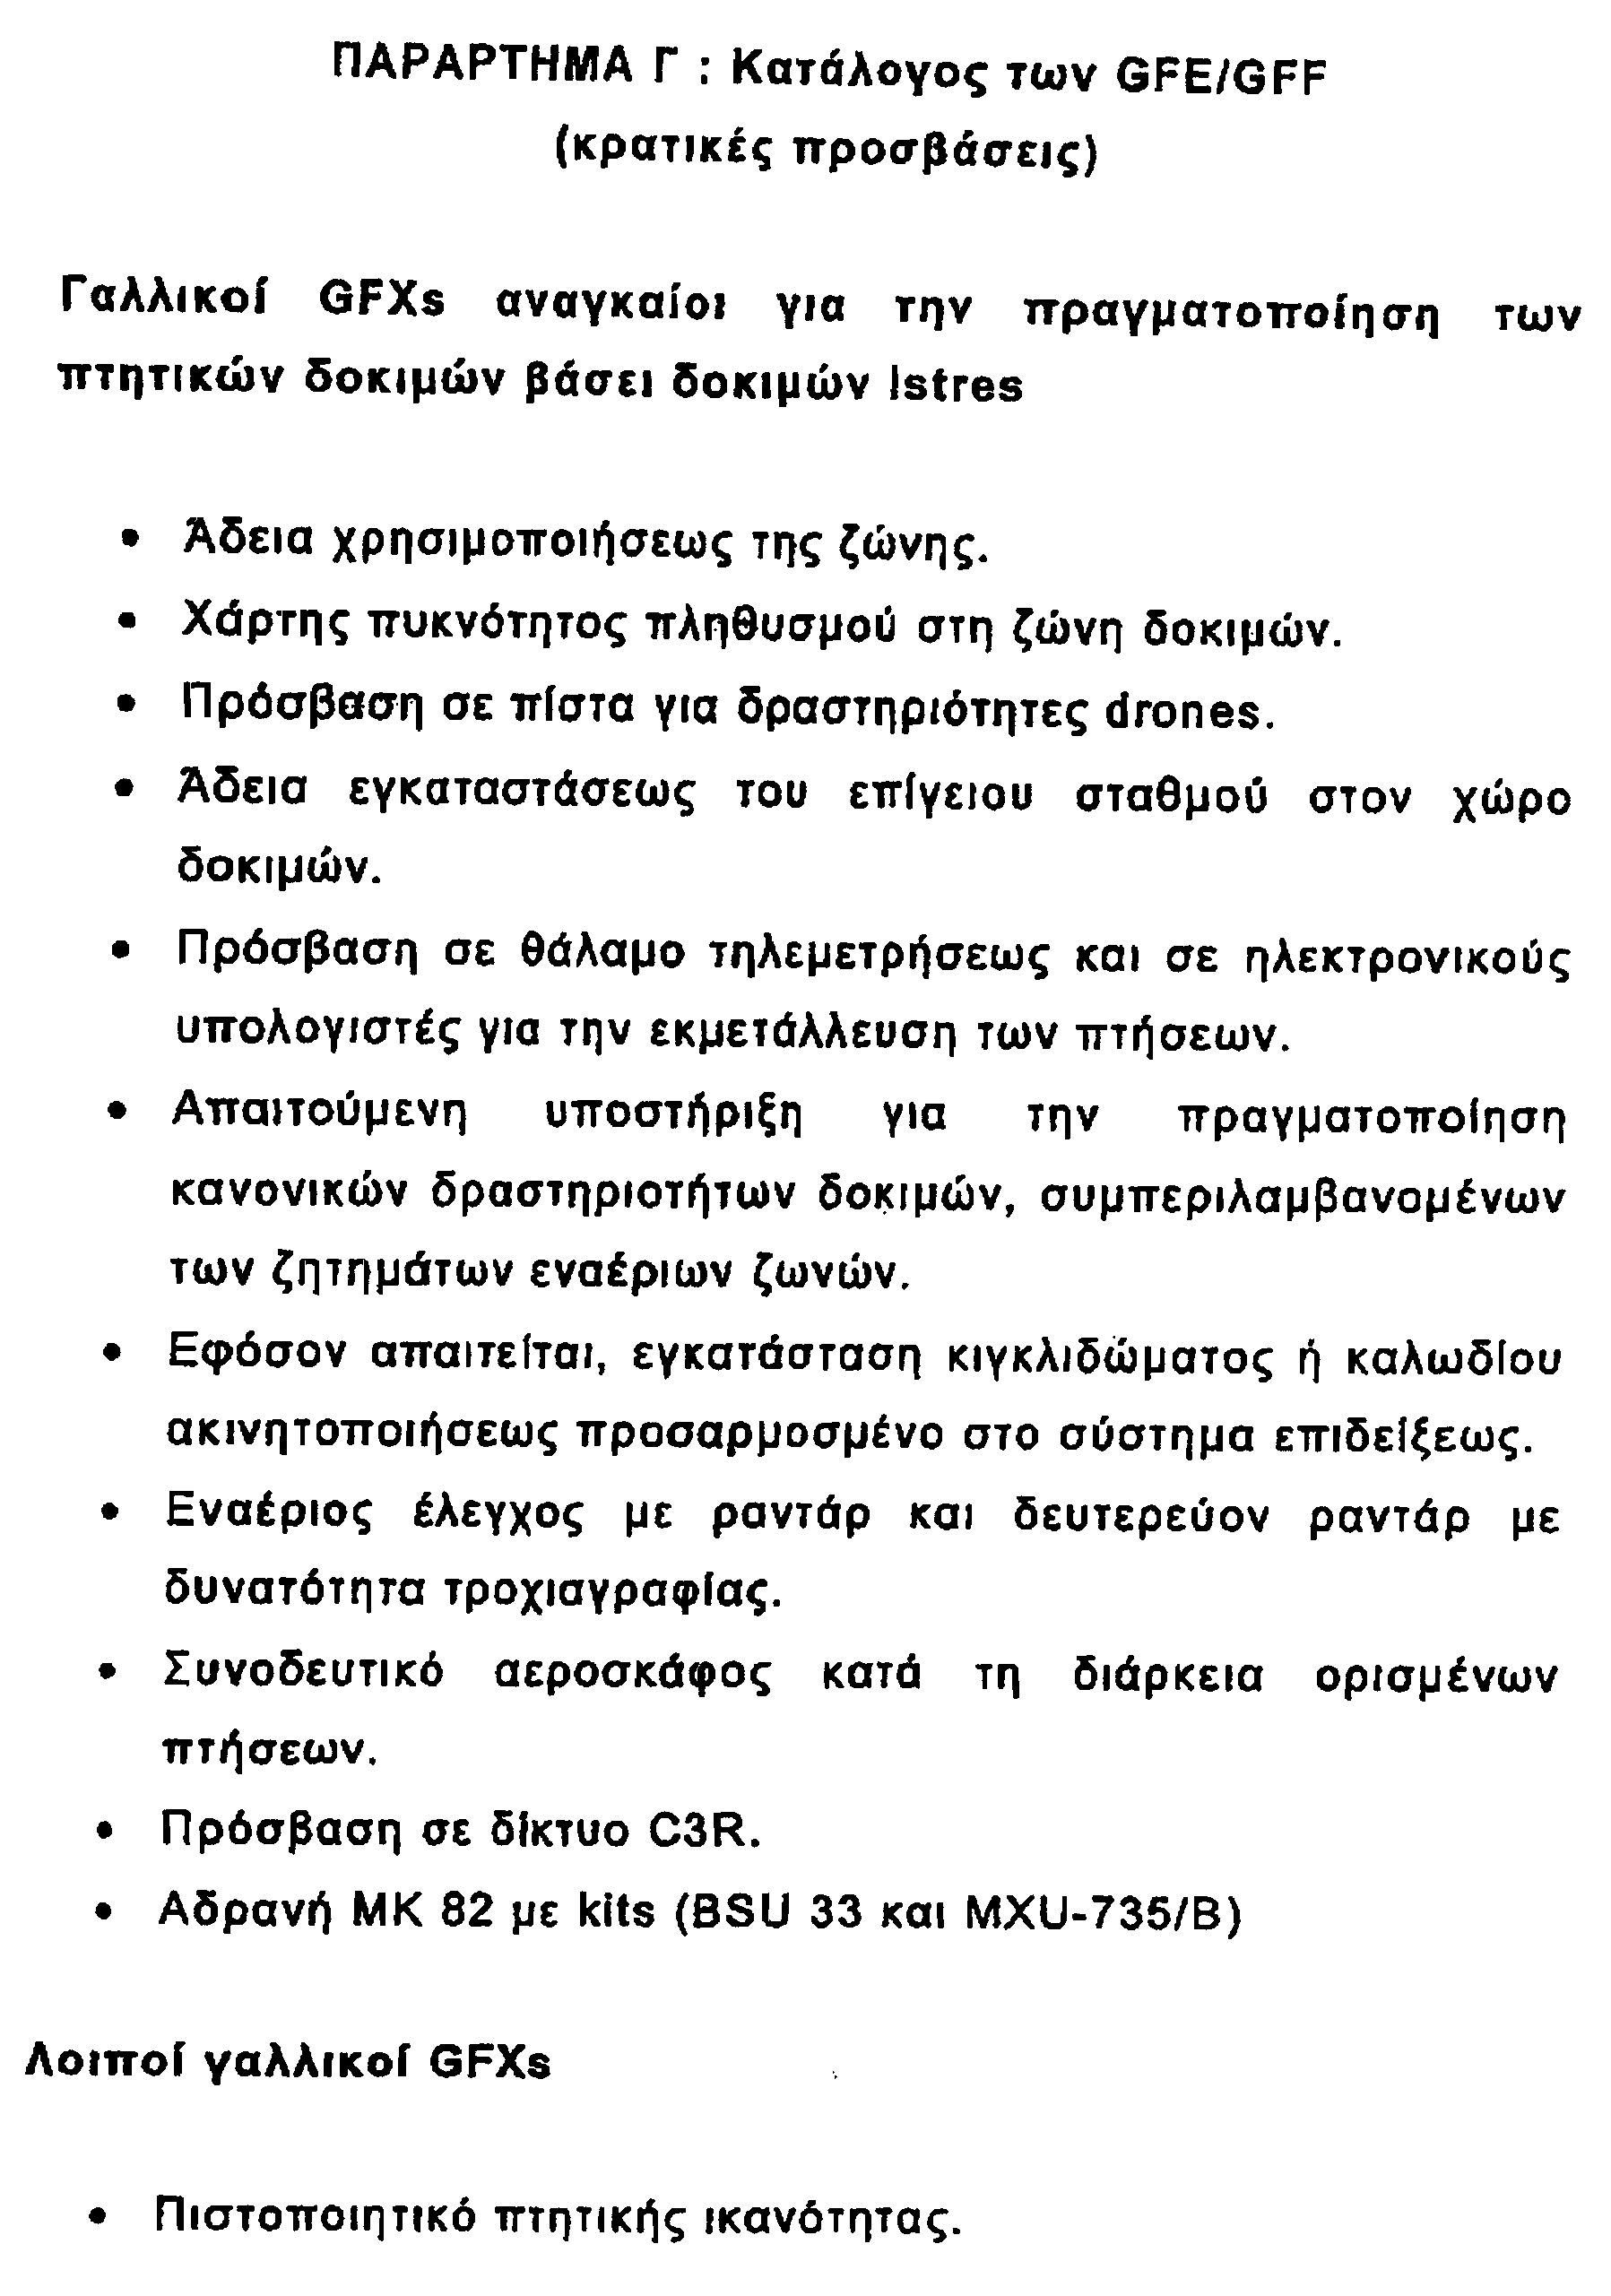 ΠΑΡΑΡΤΗΜΑ Γ : Κατάλογος των GFE/GFF
(κρατικές προσβάσεις)
Γαλλικοί GFXs αναγκαίοι για την πραγματοποίηση των
πτητικών δοκιμών βάσει δοκιμών Istres
• Άδεια χρησιμοποιήσεως της ζώνης.
• Χάρτης πυκνότητος πληθυσμού στη ζώνη δοκιμών.
• Πρόσβαση σε πίστα για δραστηριότητες drones.
• Άδεια εγκαταστάσεως του επίγειου σταθμού στον χώρο
δοκιμών.
• Πρόσβαση σε θάλαμο τηλεμετρήσεως και σε ηλεκτρονικούς
υπολογιστές για την εκμετάλλευση των πτήσεων.
• Απαιτούμενη υποστήριξη για την πραγματοποίηση
κανονικών δραστηριοτήτων δοκιμών, συμπεριλαμβανομένων
των ζητημάτων εναέριων ζωνών.
• Εφόσον απαιτείται, εγκατάσταση κιγκλιδώματος ή καλωδίου
ακινητοποιήσεως προσαρμοσμένο στο σύστημα επιδείξεως.
• Εναέριος έλεγχος με ραντάρ και δευτερεύον ραντάρ με
δυνατότητα τροχιαγραφίας.
• Συνοδευτικό αεροσκάφος κατά τη διάρκεια ορισμένων
πτήσεων.
• Πρόσβαση σε δίκτυο C3R.
• Αδρανή MK 82 με kits (BSU 33 και MXU-735/B)
Λοιποί γαλλικοί GFXs
• Πιστοποιητικό πτητικής ικανότητας.